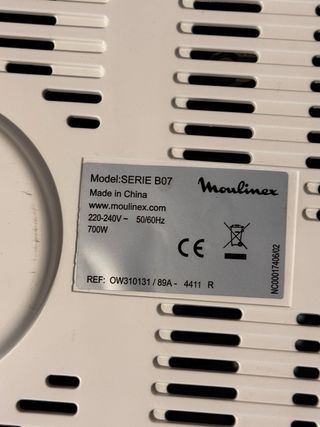 Model:SERIE B07
Moulinex
Made in China
www.moulinex.com
220-240V ~ 50/60Hz
700W
CE
REF: OW310131 / 89A - 4411 R
NC00017406/02